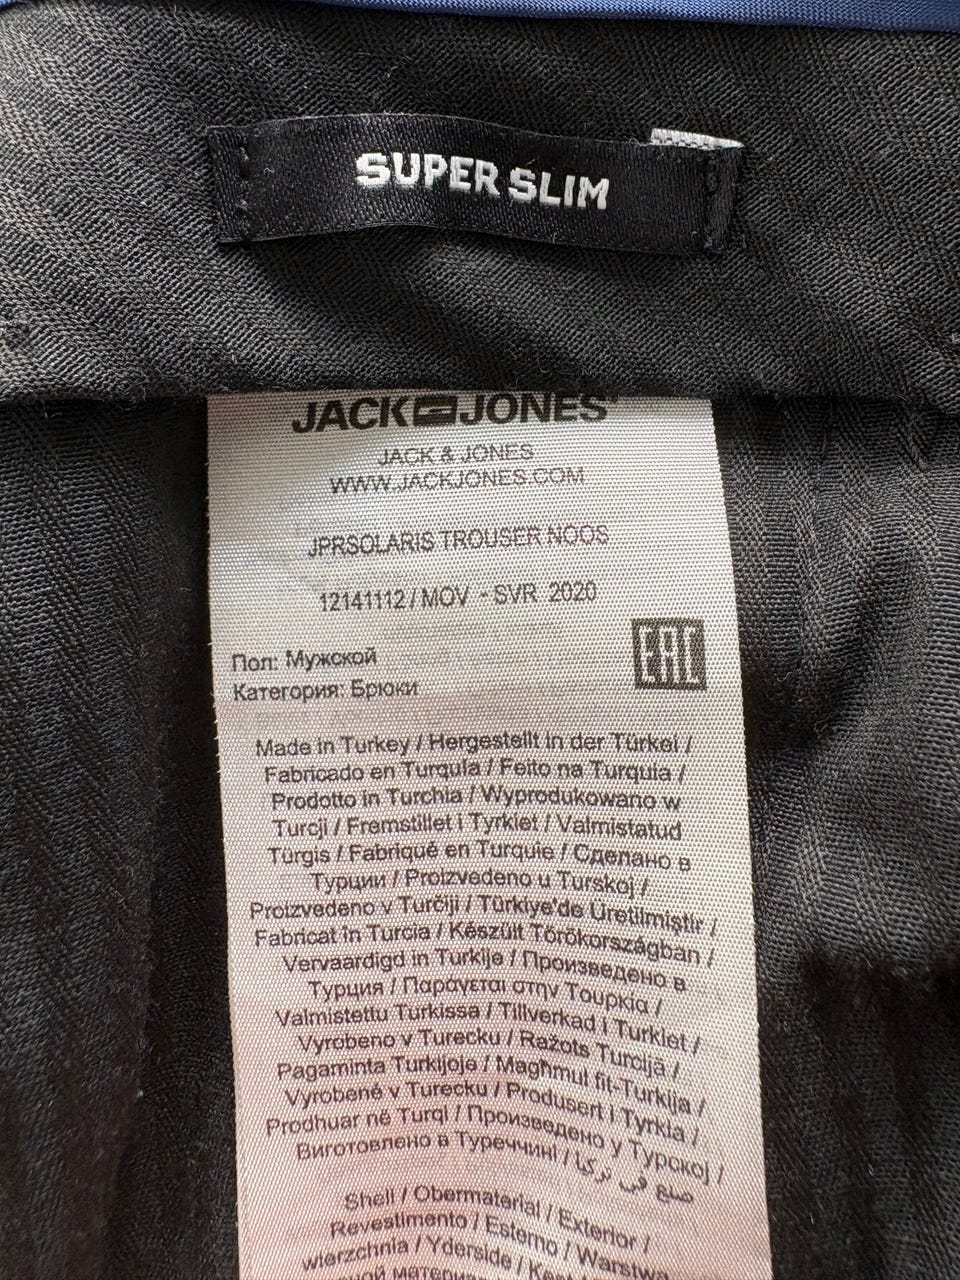 SUPER SLIM
JACK JONES
JACK & JONES
WWW.JACKJONES.COM
JPRSOLARIS TROUSER NOOS
12141112 / MOV - SVR 2020
EAC
Пол: Мужской
Категория: Брюки
Made in Turkey / Hergestellt in der Türkei /
Fabricado en Turquía / Feito na Turquia /
Prodotto in Turchia / Wyprodukowano w
Turcji / Fremstillet i Tyrkiet / Valmistatud
Türgis / Fabriqué en Turquie / Сделано в
Турции / Proizvedeno u Turskoj /
Proizvedeno v Turčiji / Türkiye'de Üretilmiştir /
Fabricat în Turcia / Készült Törökországban /
Vervaardigd in Turkije / Произведено в
Турция / Παράγεται στην Τουρκία /
Valmistettu Turkissa / Tillverkad i Turkiet /
Vyrobeno v Turecku / Ražots Turcijā /
Pagaminta Turkijoje / Magħmul fit-Turkija /
Vyrobené v Turecku / Produsert i Tyrkia /
Prodhuar në Turqi / Произведено у Турској /
Виготовлено в Туреччині / صنع في تركيا
Shell / Obermaterial / Exterior /
Revestimento / Esterno / Warstwa
wierzchnia / Yderside /